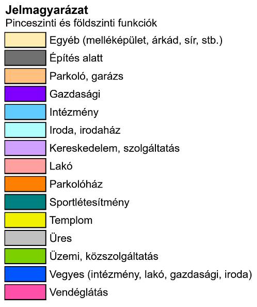 Jelmagyarázat
Pinceszinti és földszinti funkciók
Egyéb (melléképület, árkád, sír, stb.)
Építés alatt
Parkoló, garázs
Gazdasági
Intézmény
Iroda, irodaház
Kereskedelem, szolgáltatás
Lakó
Parkolóház
Sportlétesítmény
Templom
Üres
Üzemi, közszolgáltatás
Vegyes (intézmény, lakó, gazdasági, iroda)
Vendéglátás